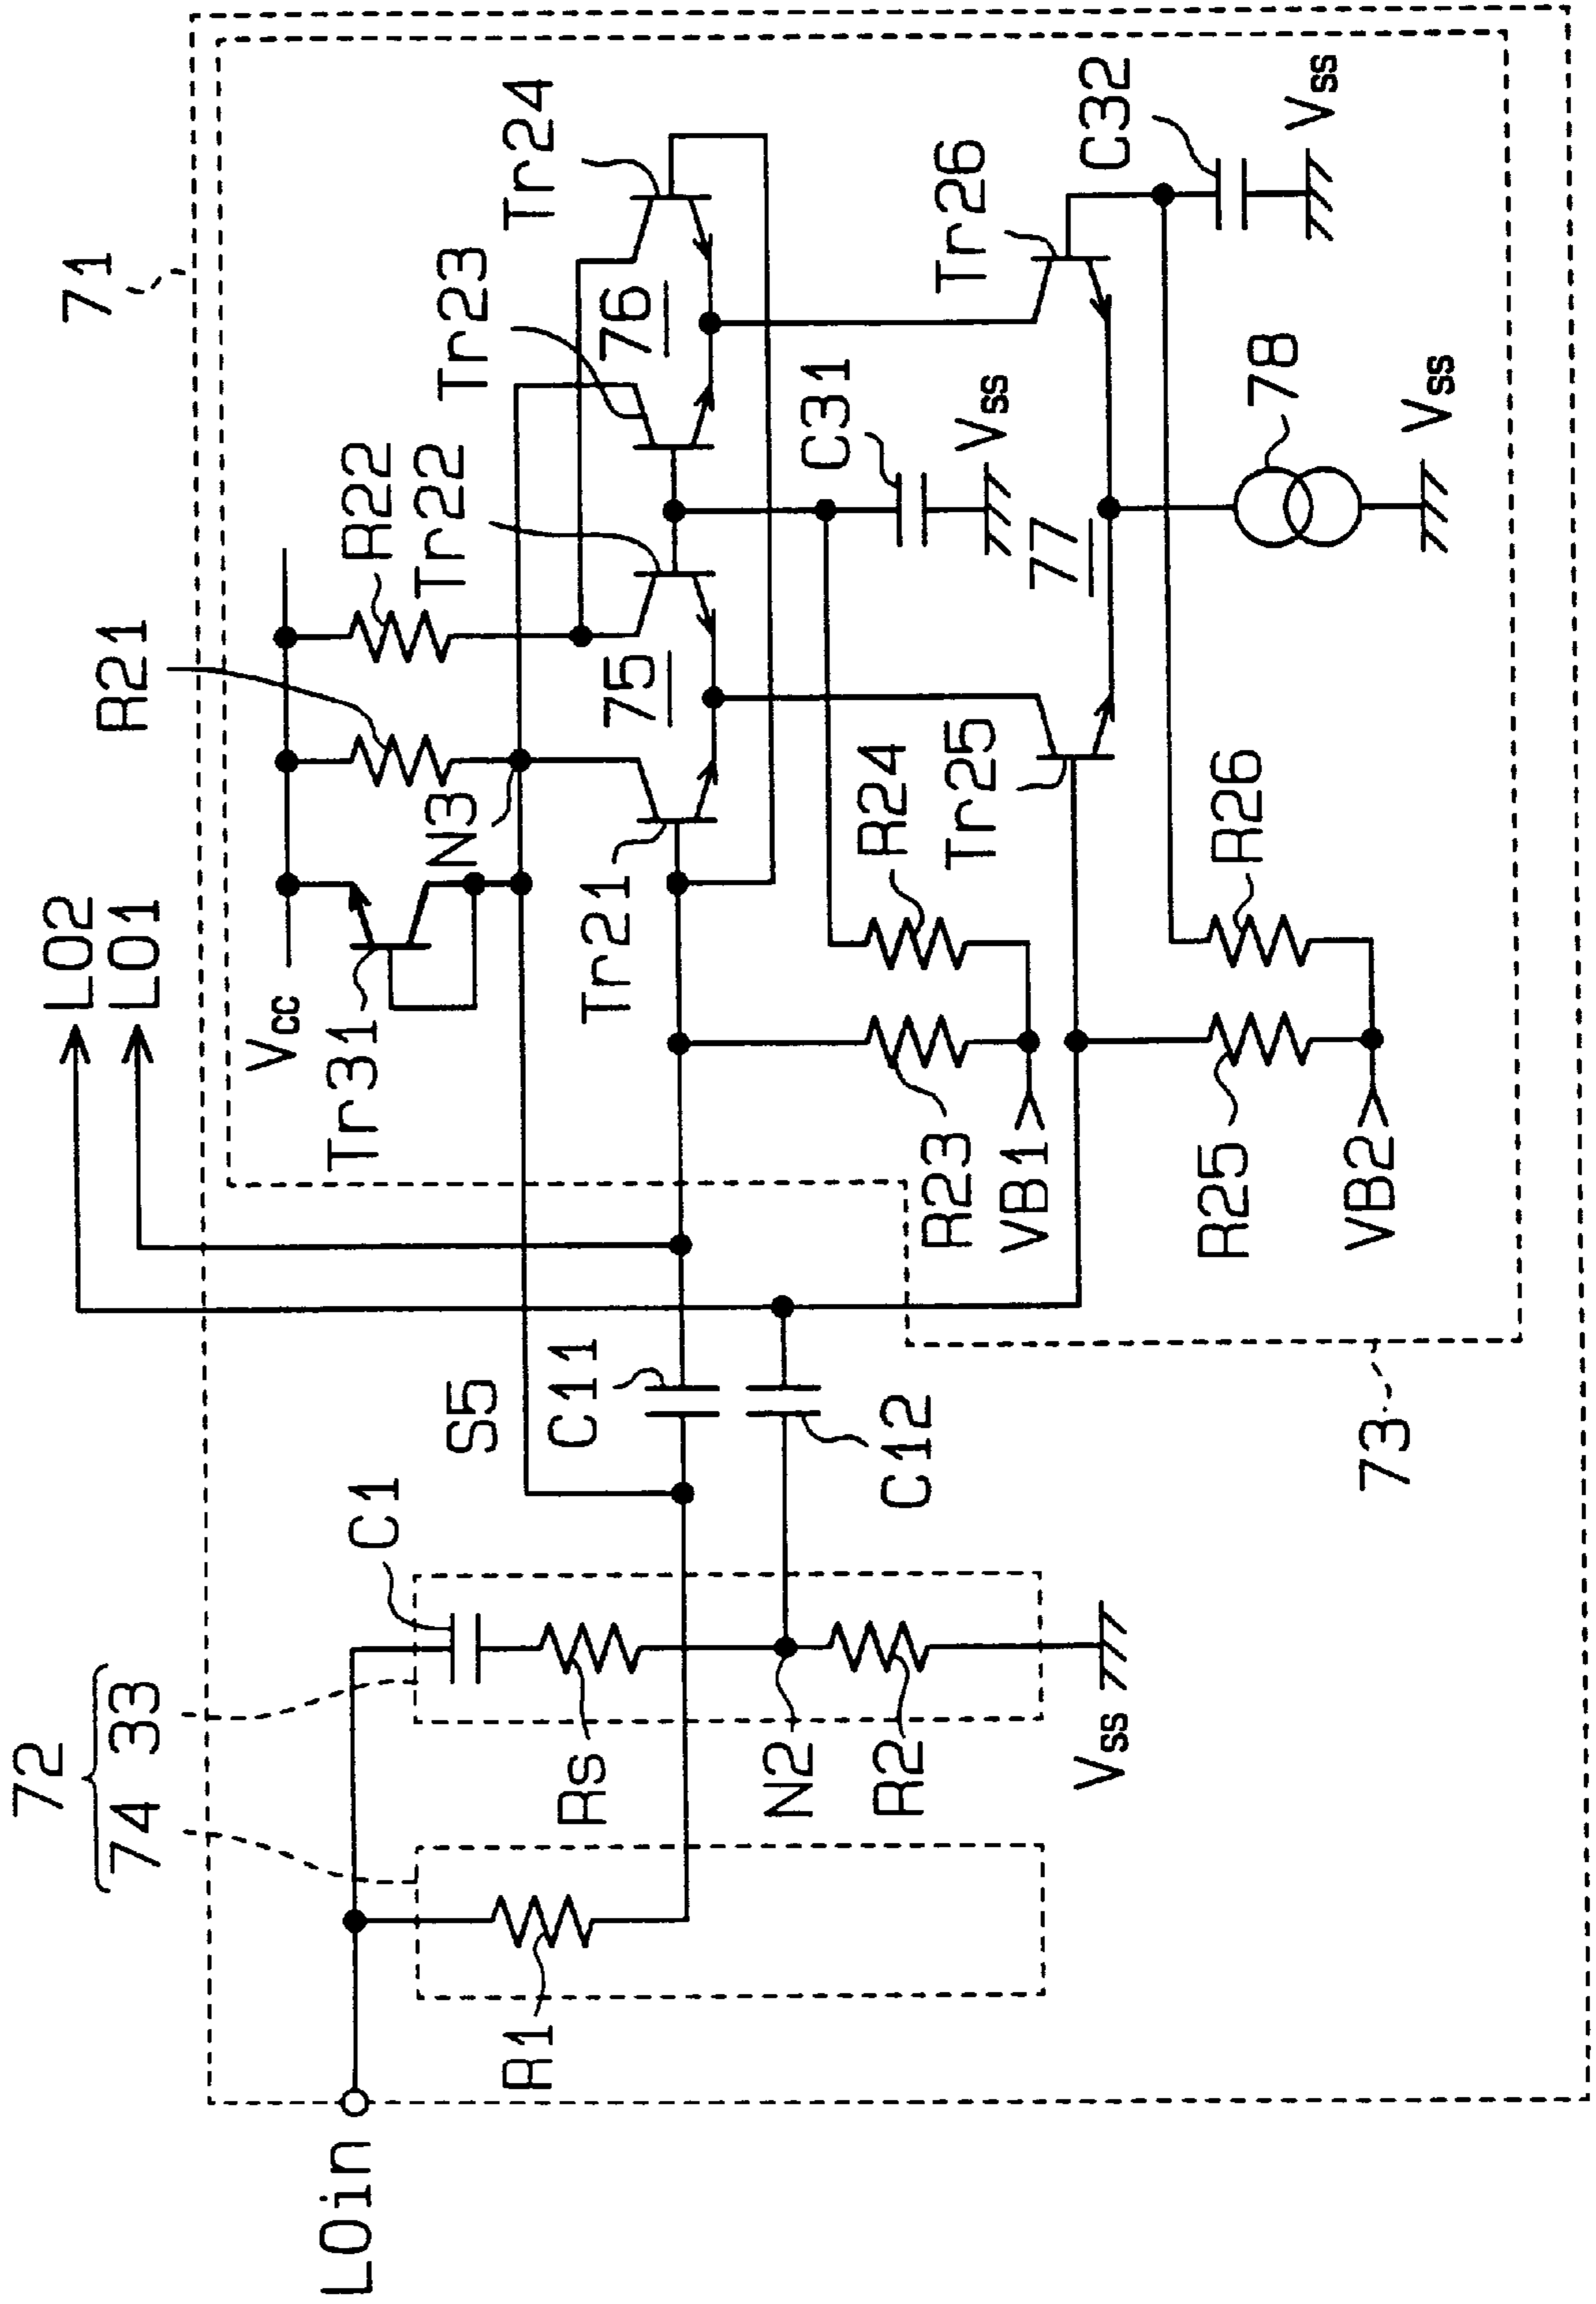 71
LO2
LO1
Vcc
Tr31
R21
R22
Tr22
Tr23
Tr24
N3
75
76
Tr21
C31
Vss
Tr26
C32
Vss
77
78
Vss
R24
Tr25
R26
R23
VB1
R25
VB2
73
S5
C11
C12
C1
72
74 33
Rs
N2
R2
Vss
R1
LOin